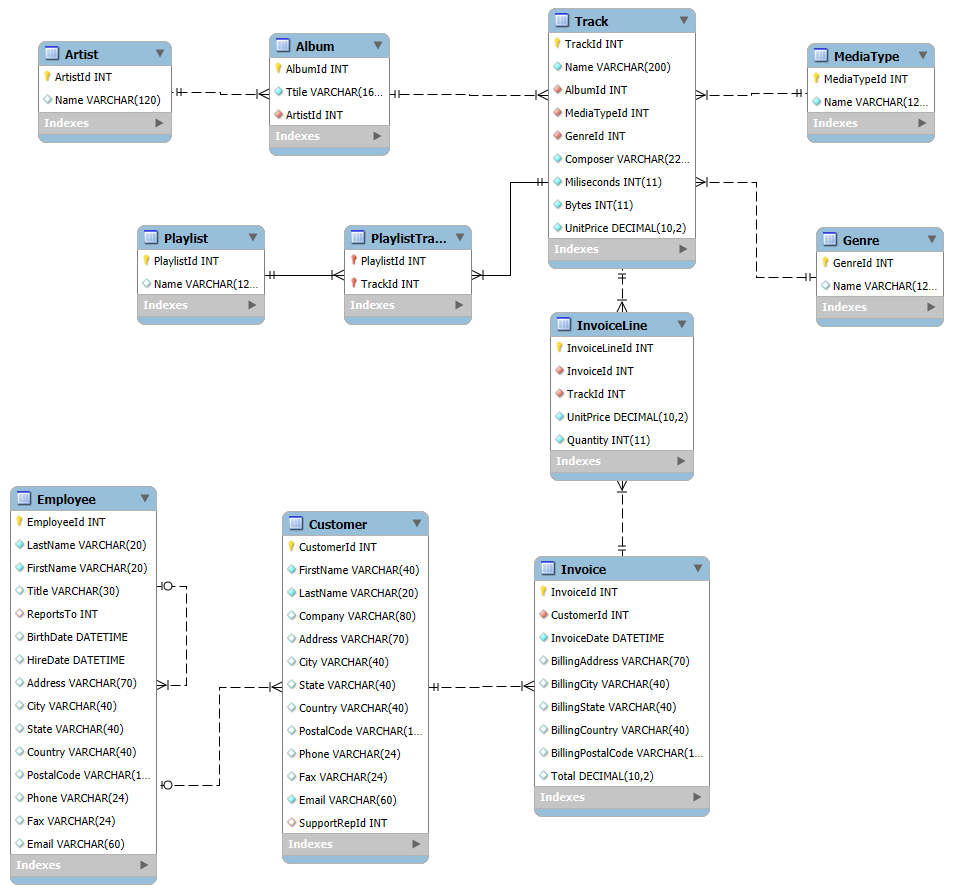 Artist
ArtistId INT
Name VARCHAR(120)
Indexes
Album
AlbumId INT
Ttile VARCHAR(16...
ArtistId INT
Indexes
Track
TrackId INT
Name VARCHAR(200)
AlbumId INT
MediaTypeId INT
GenreId INT
Composer VARCHAR(22...
Miliseconds INT(11)
Bytes INT(11)
UnitPrice DECIMAL(10,2)
Indexes
MediaType
MediaTypeId INT
Name VARCHAR(12...
Indexes
Playlist
PlaylistId INT
Name VARCHAR(12...
Indexes
PlaylistTra...
PlaylistId INT
TrackId INT
Indexes
Genre
GenreId INT
Name VARCHAR(12...
Indexes
InvoiceLine
InvoiceLineId INT
InvoiceId INT
TrackId INT
UnitPrice DECIMAL(10,2)
Quantity INT(11)
Indexes
Employee
EmployeeId INT
LastName VARCHAR(20)
FirstName VARCHAR(20)
Title VARCHAR(30)
ReportsTo INT
BirthDate DATETIME
HireDate DATETIME
Address VARCHAR(70)
City VARCHAR(40)
State VARCHAR(40)
Country VARCHAR(40)
PostalCode VARCHAR(1...
Phone VARCHAR(24)
Fax VARCHAR(24)
Email VARCHAR(60)
Indexes
Customer
CustomerId INT
FirstName VARCHAR(40)
LastName VARCHAR(20)
Company VARCHAR(80)
Address VARCHAR(70)
City VARCHAR(40)
State VARCHAR(40)
Country VARCHAR(40)
PostalCode VARCHAR(1...
Phone VARCHAR(24)
Fax VARCHAR(24)
Email VARCHAR(60)
SupportRepId INT
Indexes
Invoice
InvoiceId INT
CustomerId INT
InvoiceDate DATETIME
BillingAddress VARCHAR(70)
BillingCity VARCHAR(40)
BillingState VARCHAR(40)
BillingCountry VARCHAR(40)
BillingPostalCode VARCHAR(1...
Total DECIMAL(10,2)
Indexes